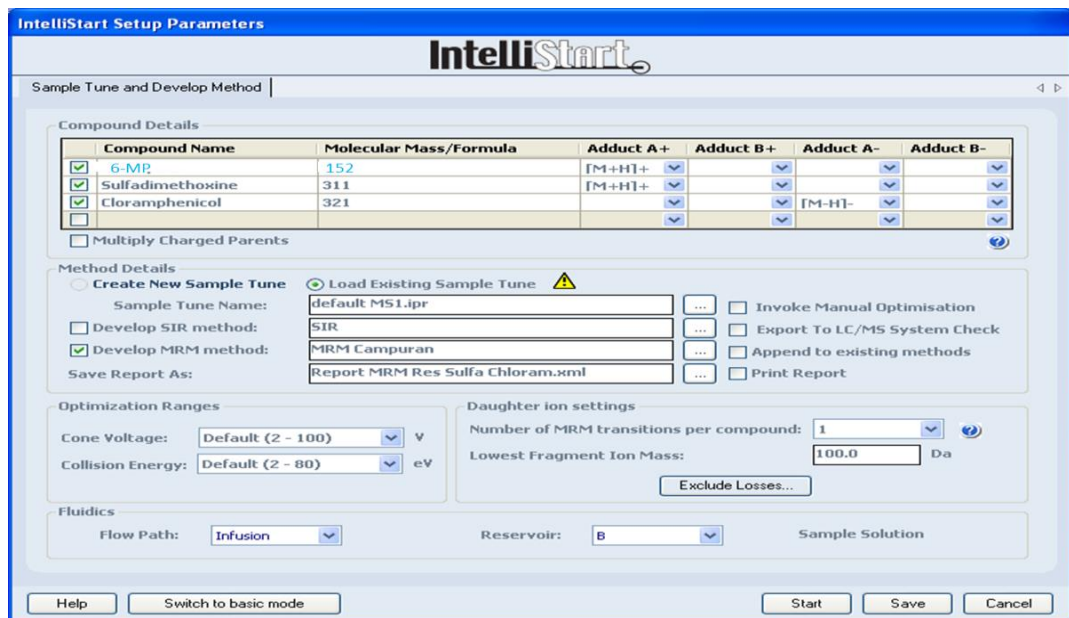 IntelliStart Setup Parameters
IntelliStart
Sample Tune and Develop Method
Compound Details
Compound Name Molecular Mass/Formula Adduct A+ Adduct B+ Adduct A- Adduct B-
6-MP. 152 [M+H]+
Sulfadimethoxine 311 [M+H]+
Cloramphenicol 321 [M-H]-
Multiply Charged Parents
Method Details
Create New Sample Tune Load Existing Sample Tune
Sample Tune Name: default MS1.ipr ... Invoke Manual Optimisation
Develop SIR method: SIR Export To LC/MS System Check
Develop MRM method: MRM Campuran ... Append to existing methods
Save Report As: Report MRM Res Sulfa Chloram.xml ... Print Report
Optimization Ranges
Cone Voltage: Default (2 - 100) V
Collision Energy: Default (2 - 80) eV
Daughter ion settings
Number of MRM transitions per compound: 1
Lowest Fragment Ion Mass: 100.0 Da
Exclude Losses...
Fluidics
Flow Path: Infusion Reservoir: B Sample Solution
Help Switch to basic mode Start Save Cancel